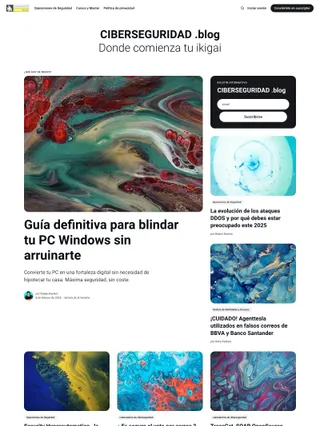 Operaciones de Seguridad   Cursos y Master   Política de privacidad
Iniciar sesión   Conviértete en suscriptor
CIBERSEGURIDAD .blog
Donde comienza tu ikigai
CIBERSEGURIDAD .blog
email
Suscribirse
Guía definitiva para blindar
tu PC Windows sin
arruinarte
Convierte tu PC en una fortaleza digital sin necesidad de
hipotecar tu casa. Máxima seguridad, sin coste.
Operaciones de Seguridad
La evolución de los ataques
DDOS y por qué debes estar
preocupado este 2025
¡CUIDADO! Agenttesla
utilizados en falsos correos de
BBVA y Banco Santander
Operaciones de Seguridad